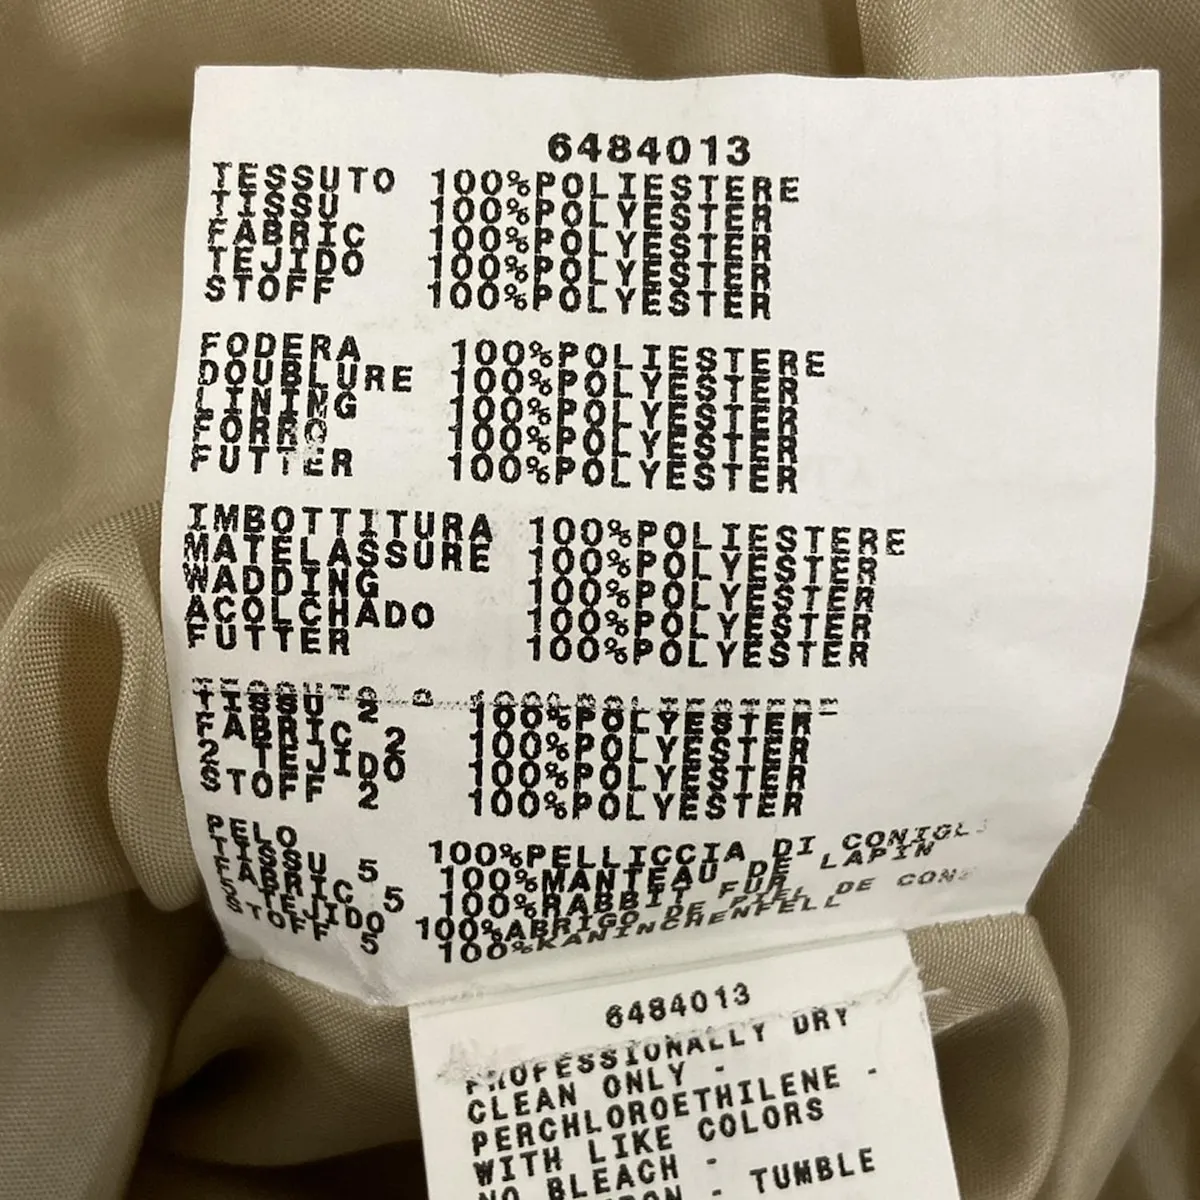 6484013
TESSUTO 100%POLIESTERE
TISSU 100%POLYESTER
FABRIC 100%POLYESTER
TEJIDO 100%POLYESTER
STOFF 100%POLYESTER
FODERA 100%POLIESTERE
DOUBLURE 100%POLYESTER
LINING 100%POLYESTER
FORRO 100%POLYESTER
FUTTER 100%POLYESTER
IMBOTTITURA 100%POLIESTERE
MATELASSURE 100%POLYESTER
WADDING 100%POLYESTER
ACOLCHADO 100%POLYESTER
FUTTER 100%POLYESTER
TISSU 2 100%POLYESTER
FABRIC 2 100%POLYESTER
2 TEJIDO 100%POLYESTER
STOFF 2 100%POLYESTER
PELO 100%PELLICCIA DI
TISSU 5 100%MANTEAU DE LAPIN
FABRIC 5 100%RABBIT FUR
5 TEJIDO 100%ABRIGO DE PIEL DE
STOFF 5 100%KANINCHENFELL
6484013
PROFESSIONALLY DRY
CLEAN ONLY -
PERCHLOROETHILENE -
WITH LIKE COLORS
NO BLEACH -
- TUMBLE